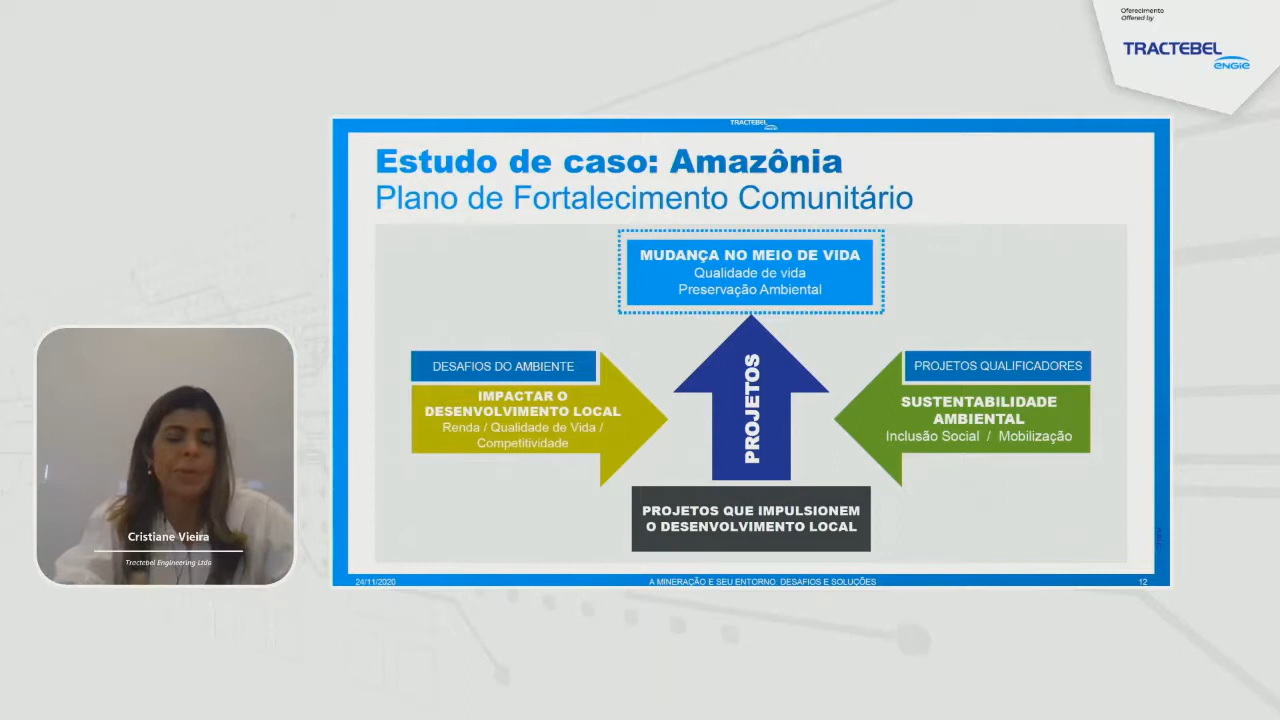 Oferecimento
Offered by
TRACTEBEL
ENGIE
TRACTEBEL
ENGIE
Estudo de caso: Amazônia
Plano de Fortalecimento Comunitário
MUDANÇA NO MEIO DE VIDA
Qualidade de vida
Preservação Ambiental
DESAFIOS DO AMBIENTE
IMPACTAR O
DESENVOLVIMENTO LOCAL
Renda / Qualidade de Vida /
Competitividade
PROJETOS
PROJETOS QUALIFICADORES
SUSTENTABILIDADE
AMBIENTAL
Inclusão Social / Mobilização
PROJETOS QUE IMPULSIONEM
O DESENVOLVIMENTO LOCAL
24/11/2020
A MINERAÇÃO E SEU ENTORNO: DESAFIOS E SOLUÇÕES
12
Cristiane Vieira
Tractebel Engineering Ltda